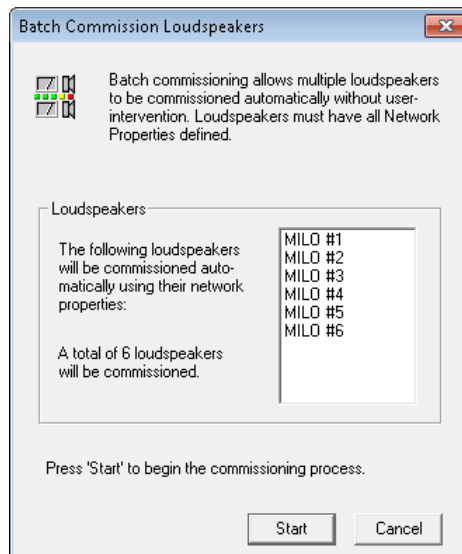 Batch Commission Loudspeakers
Batch commissioning allows multiple loudspeakers
to be commissioned automatically without user-
intervention. Loudspeakers must have all Network
Properties defined.
Loudspeakers
The following loudspeakers
will be commissioned auto-
matically using their network
properties:
A total of 6 loudspeakers
will be commissioned.
MILO #1
MILO #2
MILO #3
MILO #4
MILO #5
MILO #6
Press 'Start' to begin the commissioning process.
Start
Cancel